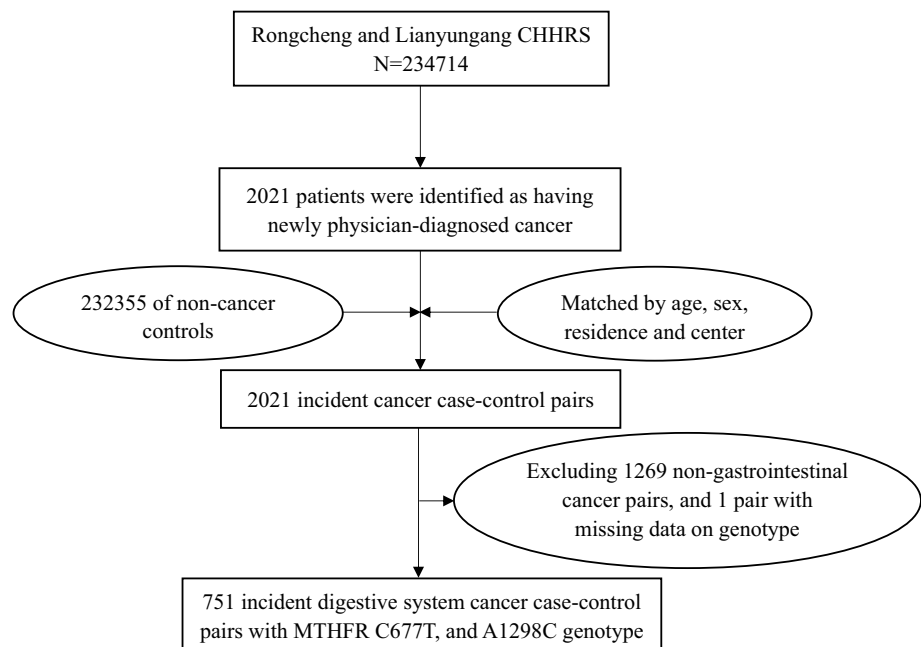 Rongcheng and Lianyungang CHHRS
N=234714
2021 patients were identified as having
newly physician-diagnosed cancer
232355 of non-cancer
controls
Matched by age, sex,
residence and center
2021 incident cancer case-control pairs
Excluding 1269 non-gastrointestinal
cancer pairs, and 1 pair with
missing data on genotype
751 incident digestive system cancer case-control
pairs with MTHFR C677T, and A1298C genotype